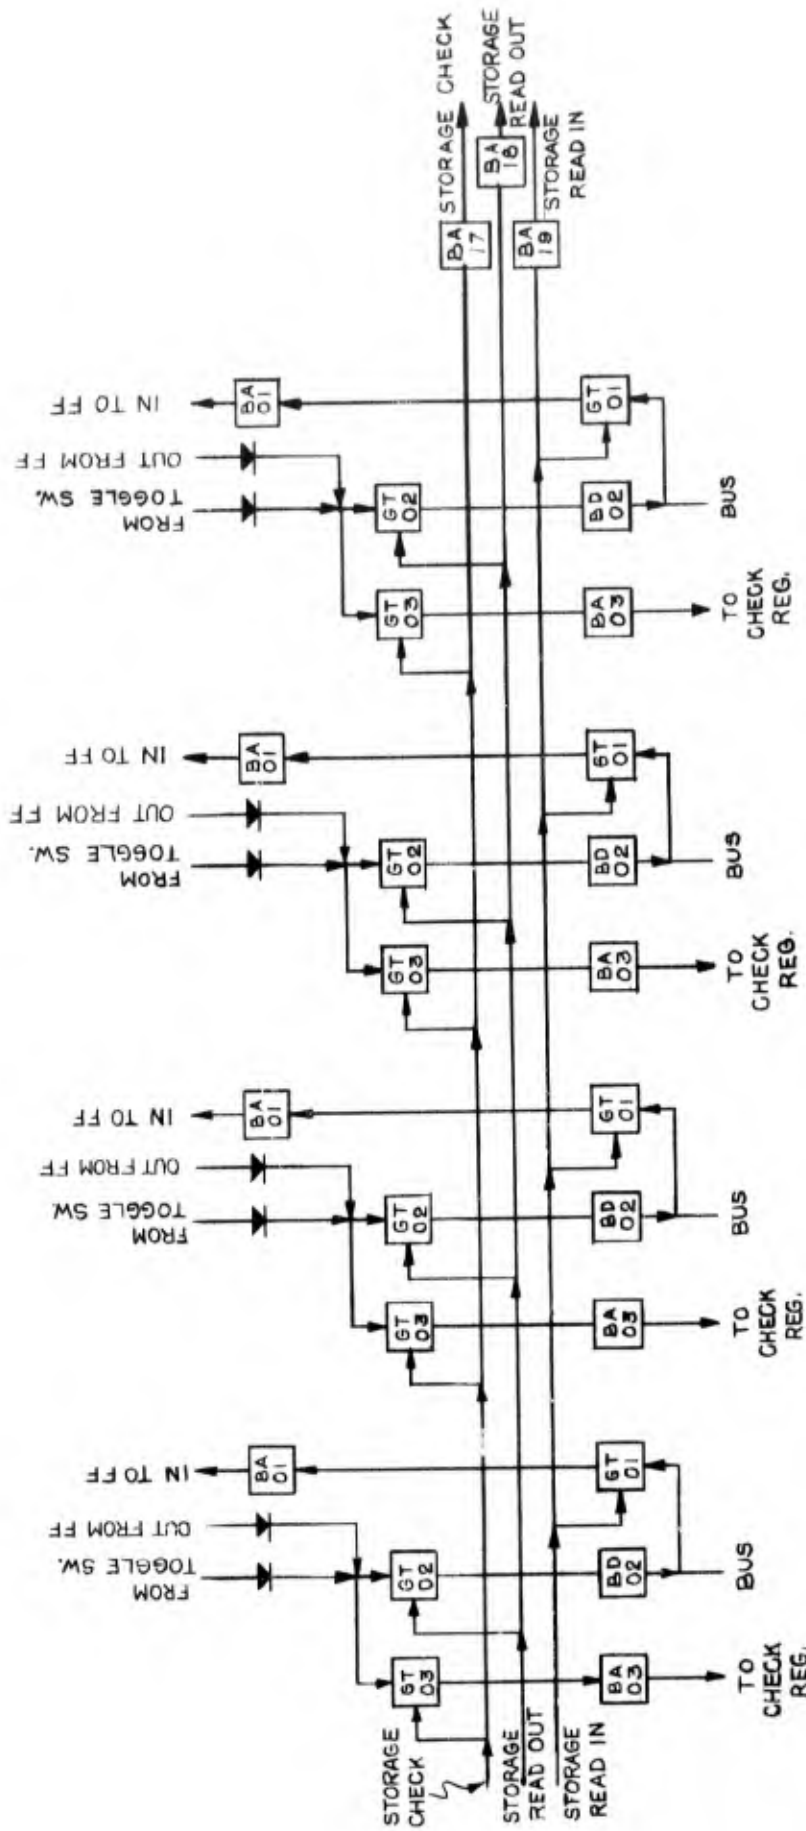 STORAGE CHECK
STORAGE
READ OUT
STORAGE
READ IN
BA
17
BA
18
BA
19
IN TO FF
OUT FROM FF
FROM
TOGGLE SW.
BA
01
GT
02
GT
03
GT
01
BD
02
BA
03
BUS
TO
CHECK
REG.
IN TO FF
OUT FROM FF
FROM
TOGGLE SW.
BA
01
GT
02
GT
03
GT
01
BD
02
BA
03
BUS
TO
CHECK
REG.
IN TO FF
OUT FROM FF
FROM
TOGGLE SW.
BA
01
GT
02
GT
03
GT
01
BD
02
BA
03
BUS
TO
CHECK
REG.
IN TO FF
OUT FROM FF
FROM
TOGGLE SW.
BA
01
GT
02
GT
03
GT
01
BD
02
BA
03
BUS
TO
CHECK
REG.
STORAGE
CHECK
STORAGE
READ OUT
STORAGE
READ IN